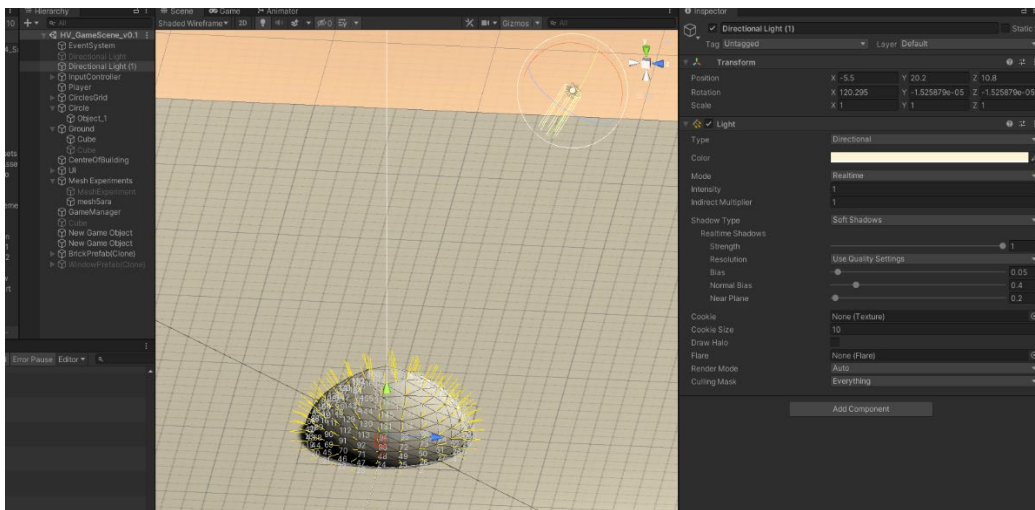 Hierarchy
All
HV_GameScene_v0.1
EventSystem
Directional Light
Directional Light (1)
InputController
Player
CirclesGrid
Circle
Object_1
Ground
Cube
Cube
CentreOfBuilding
UI
Mesh Experiments
MeshExperiment
meshSara
GameManager
Cube
New Game Object
New Game Object
BrickPrefab(Clone)
WindowPrefab(Clone)
Error Pause Editor
Scene Game Animator
Shaded Wireframe 2D Gizmos All
Inspector
Directional Light (1) Static
Tag Untagged Layer Default
Transform
Position X -5.5 Y 20.2 Z 10.8
Rotation X 120.295 Y -1.525879e-05 Z -1.525879e-05
Scale X 1 Y 1 Z 1
Light
Type Directional
Color
Mode Realtime
Intensity 1
Indirect Multiplier 1
Shadow Type Soft Shadows
Realtime Shadows
Strength 1
Resolution Use Quality Settings
Bias 0.05
Normal Bias 0.4
Near Plane 0.2
Cookie None (Texture)
Cookie Size 10
Draw Halo
Flare None (Flare)
Render Mode Auto
Culling Mask Everything
Add Component